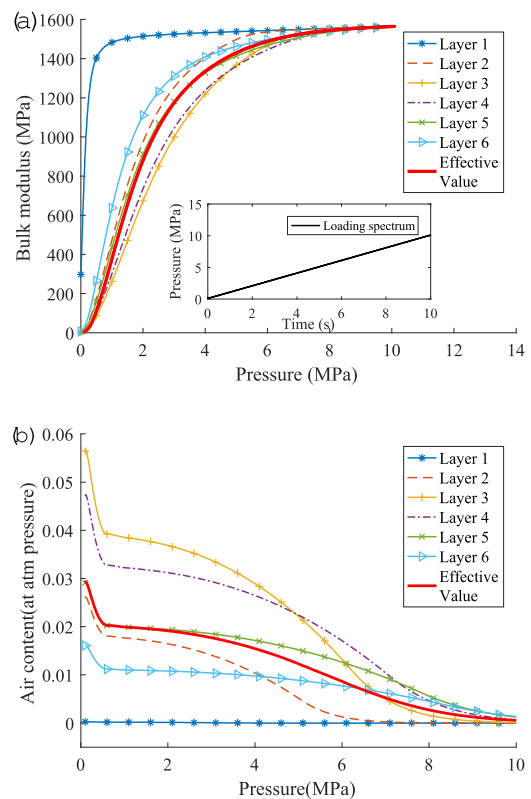 (a)
1600
1400
1200
1000
800
600
400
200
0
Bulk modulus (MPa)
Layer 1
Layer 2
Layer 3
Layer 4
Layer 5
Layer 6
Effective
Value
15
10
5
0
Pressure (MPa)
Loading spectrum
0 2 4 6 8 10
Time (s)
0 2 4 6 8 10 12 14
Pressure (MPa)
(b)
0.06
0.05
0.04
0.03
0.02
0.01
0
Air content(at atm pressure)
Layer 1
Layer 2
Layer 3
Layer 4
Layer 5
Layer 6
Effective
Value
0 2 4 6 8 10
Pressure(MPa)